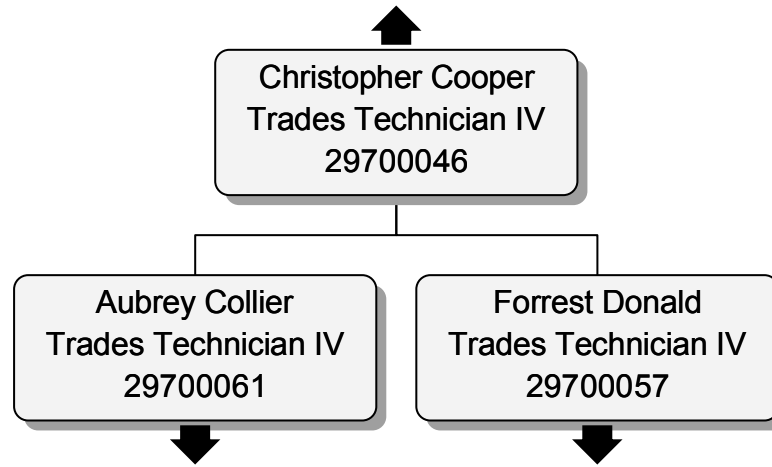 Christopher Cooper
Trades Technician IV
29700046
Aubrey Collier
Trades Technician IV
29700061
Forrest Donald
Trades Technician IV
29700057